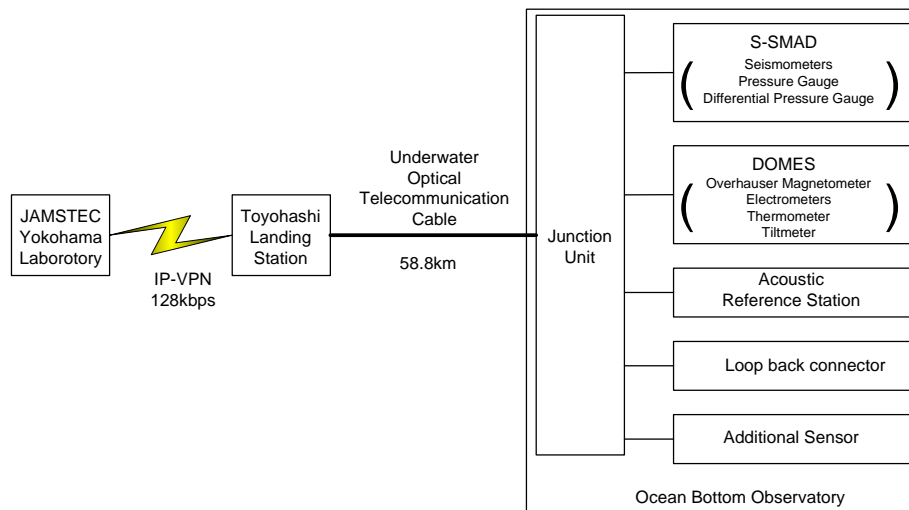 JAMSTEC
Yokohama
Laborotory
IP-VPN
128kbps
Toyohashi
Landing
Station
Underwater
Optical
Telecommunication
Cable
58.8km
Junction
Unit
S-SMAD
Seismometers
Pressure Gauge
Differential Pressure Gauge
DOMES
Overhauser Magnetometer
Electrometers
Thermometer
Tiltmeter
Acoustic
Reference Station
Loop back connector
Additional Sensor
Ocean Bottom Observatory